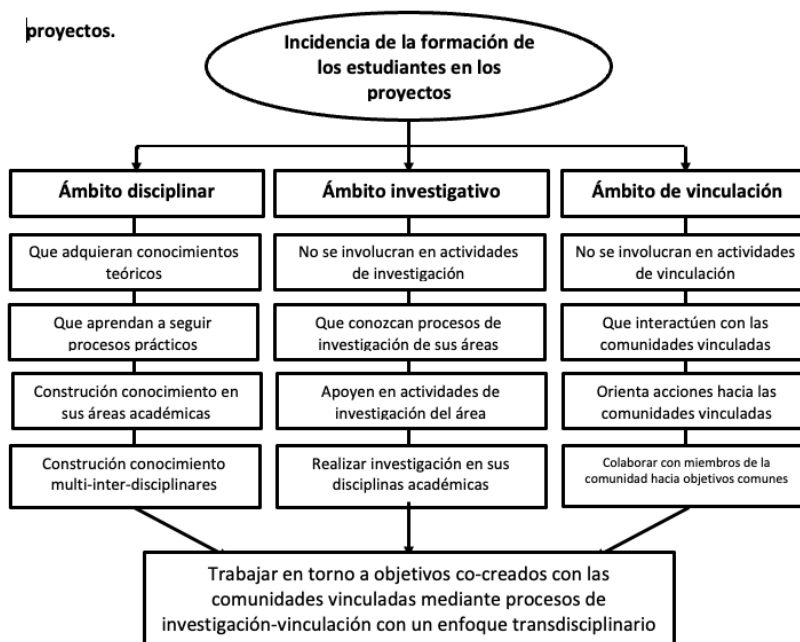 proyectos.
Incidencia de la formación de
los estudiantes en los
proyectos
Ámbito disciplinar
Ámbito investigativo
Ámbito de vinculación
Que adquieran conocimientos
teóricos
No se involucran en actividades
de investigación
No se involucran en actividades
de vinculación
Que aprendan a seguir
procesos prácticos
Que conozcan procesos de
investigación de sus áreas
Que interactúen con las
comunidades vinculadas
Construción conocimiento en
sus áreas académicas
Apoyen en actividades de
investigación del área
Orienta acciones hacia las
comunidades vinculadas
Construción conocimiento
multi-inter-disciplinares
Realizar investigación en sus
disciplinas académicas
Colaborar con miembros de la
comunidad hacia objetivos comunes
Trabajar en torno a objetivos co-creados con las
comunidades vinculadas mediante procesos de
investigación-vinculación con un enfoque transdisciplinario